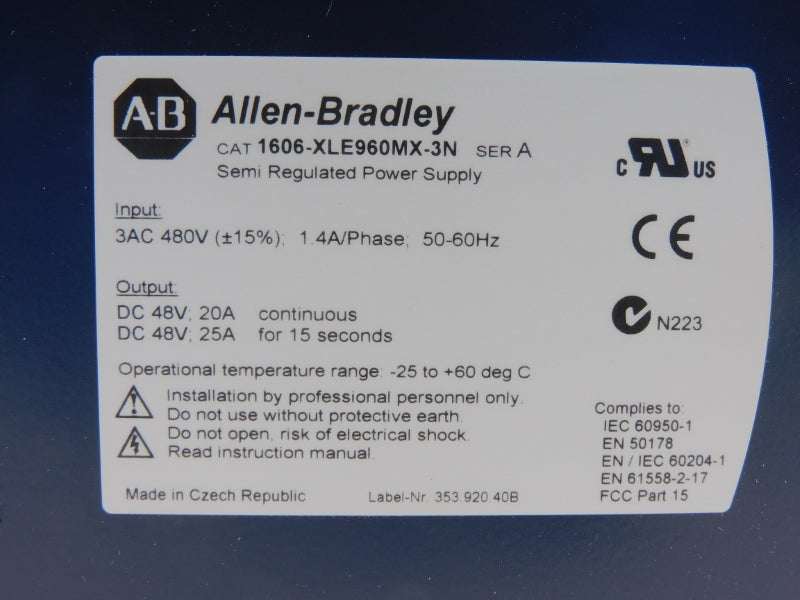 A-B Allen-Bradley
CAT 1606-XLE960MX-3N SER A
Semi Regulated Power Supply
c RU® US
Input:
3AC 480V (±15%); 1.4A/Phase; 50-60Hz
CE
Output:
DC 48V; 20A continuous
DC 48V; 25A for 15 seconds
N223
Operational temperature range: -25 to +60 deg C
Installation by professional personnel only.
Do not use without protective earth.
Do not open, risk of electrical shock.
Read instruction manual.
Complies to:
IEC 60950-1
EN 50178
EN / IEC 60204-1
EN 61558-2-17
FCC Part 15
Made in Czech Republic Label-Nr. 353 920 40B